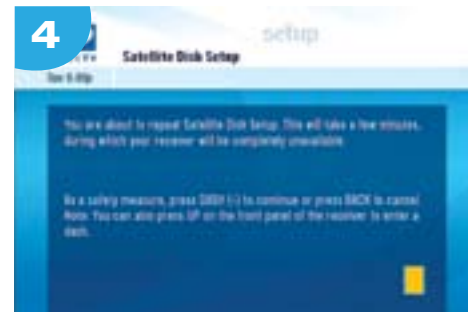 4
setup
Satellite Dish Setup
You are about to repeat Satellite Dish Setup. This will take a few minutes,
during which your receiver will be completely unavailable.
As a safety measure, press DASH (-) to continue or press BACK to cancel.
Note: You can also press UP on the front panel of the receiver to enter a
dash.